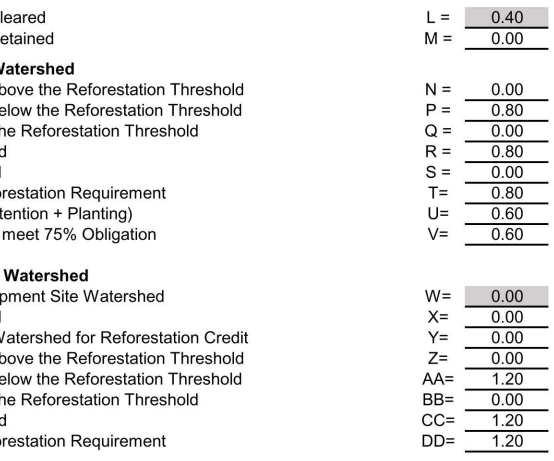 leared L = 0.40
etained M = 0.00
Watershed
bove the Reforestation Threshold N = 0.00
elow the Reforestation Threshold P = 0.80
he Reforestation Threshold Q = 0.00
d R = 0.80
S = 0.00
orestation Requirement T= 0.80
tention + Planting) U= 0.60
meet 75% Obligation V= 0.60
Watershed
pment Site Watershed W= 0.00
X= 0.00
Watershed for Reforestation Credit Y= 0.00
bove the Reforestation Threshold Z= 0.00
elow the Reforestation Threshold AA= 1.20
he Reforestation Threshold BB= 0.00
d CC= 1.20
orestation Requirement DD= 1.20